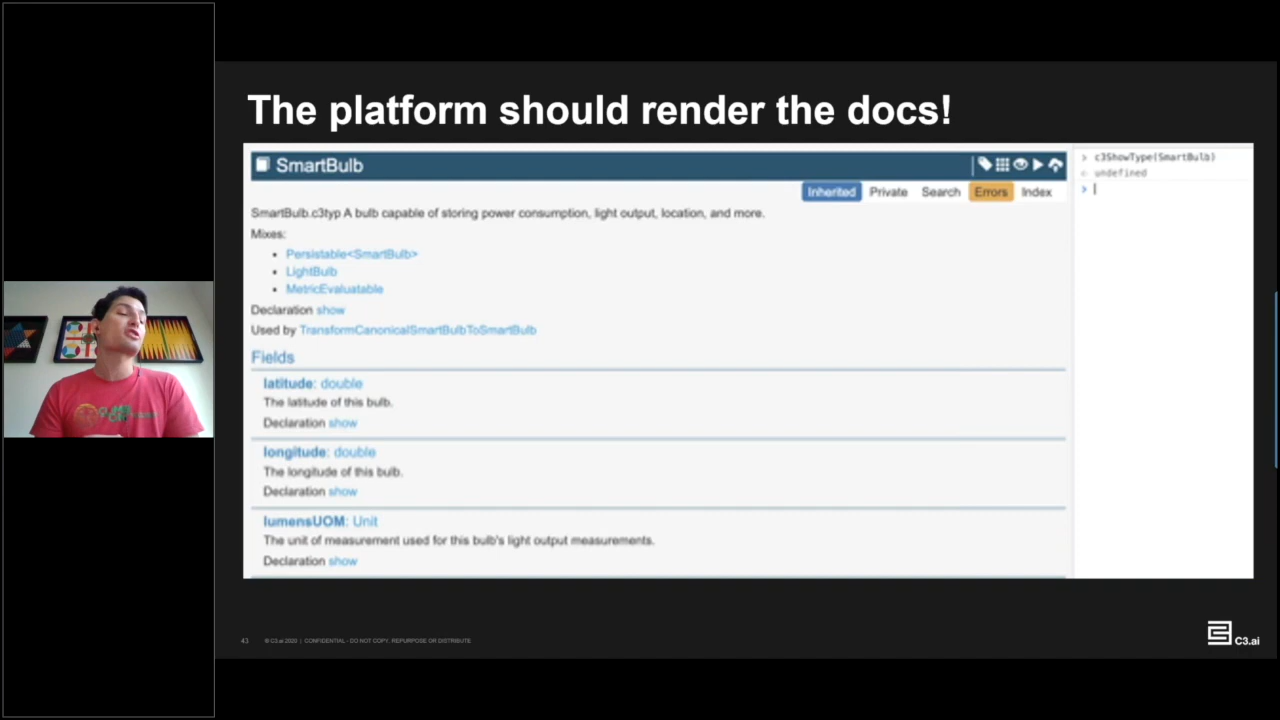 The platform should render the docs!
SmartBulb
Inherited Private Search Errors Index
SmartBulb.c3typ A bulb capable of storing power consumption, light output, location, and more.
Mixes:
• Persistable<SmartBulb>
• LightBulb
• MetricEvaluatable
Declaration show
Used by TransformCanonicalSmartBulbToSmartBulb
Fields
latitude: double
The latitude of this bulb.
Declaration show
longitude: double
The longitude of this bulb.
Declaration show
lumensUOM: Unit
The unit of measurement used for this bulb's light output measurements.
Declaration show
> c3ShowType(SmartBulb)
undefined
>
43 © C3.ai 2020 | CONFIDENTIAL - DO NOT COPY, REPURPOSE OR DISTRIBUTE
C3.ai